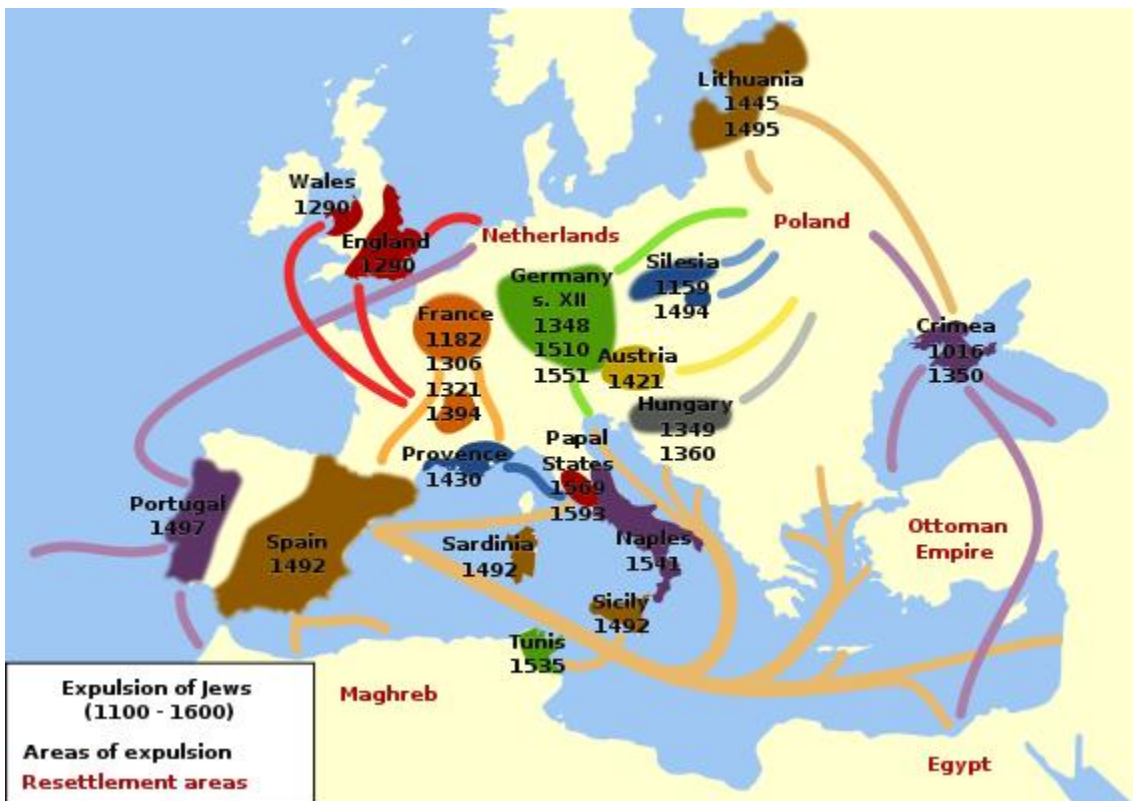 Lithuania
1445
1495
Wales
1290
England
1290
Netherlands
Poland
Germany
s. XII
1348
1510
1551
Silesia
1159
1494
France
1182
1306
1321
1394
Austria
1421
Crimea
1016
1350
Hungary
1349
1360
Provence
1430
Papal
States
1569
1593
Portugal
1497
Spain
1492
Sardinia
1492
Naples
1541
Ottoman
Empire
Sicily
1492
Tunis
1535
Maghreb
Egypt
Expulsion of Jews
(1100 - 1600)
Areas of expulsion
Resettlement areas